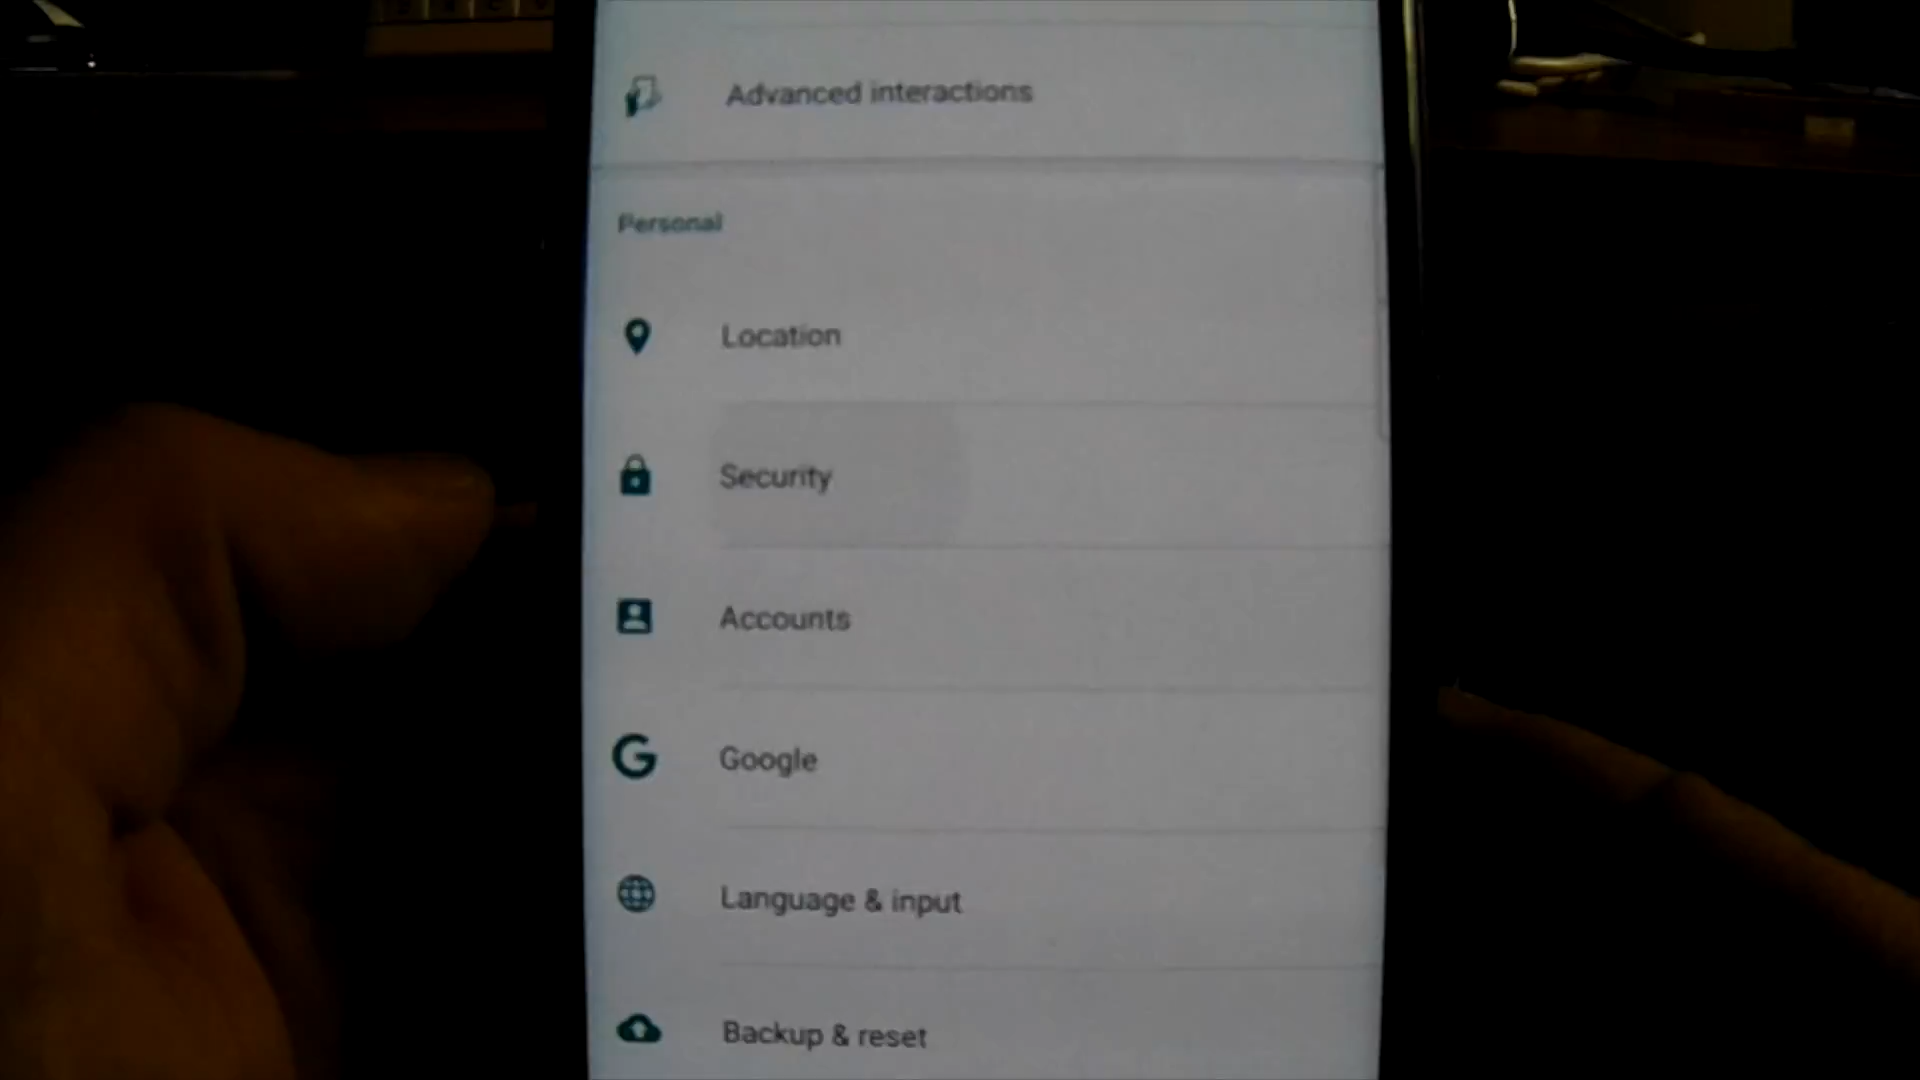 Advanced interactions
Personal
Location
Security
Accounts
Google
Language & input
Backup & reset